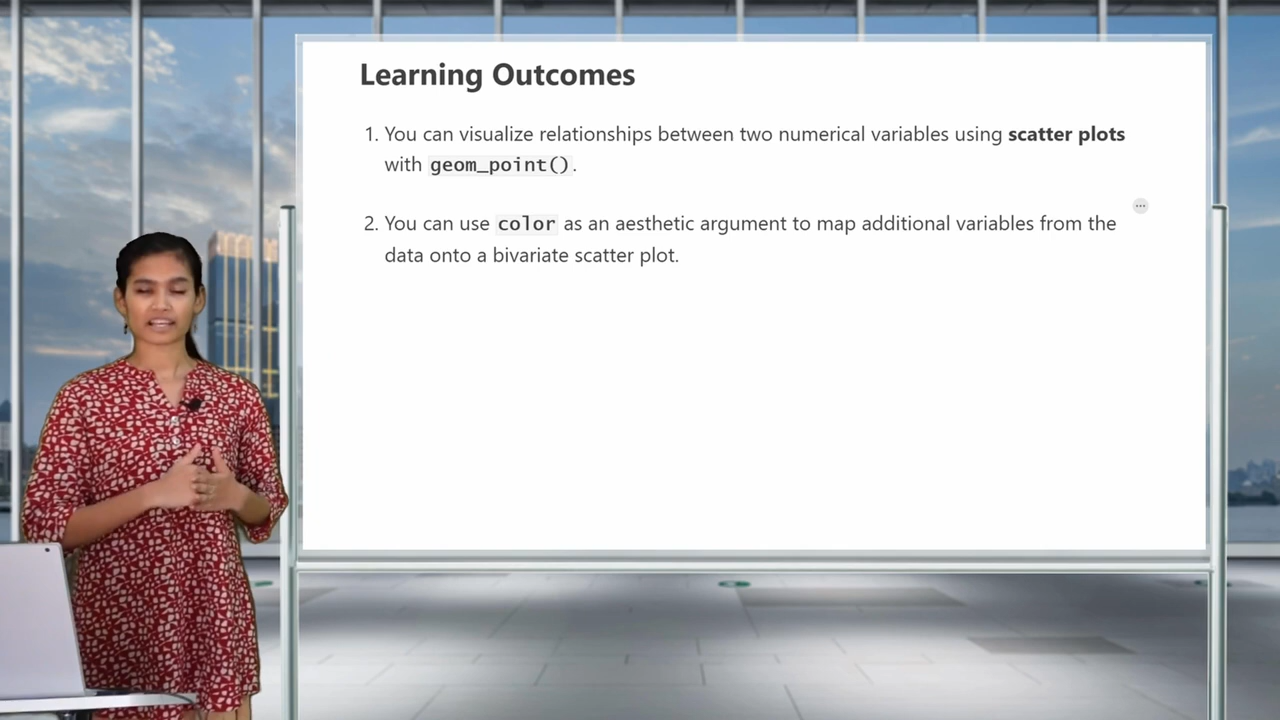 Learning Outcomes
1. You can visualize relationships between two numerical variables using scatter plots
with geom_point().
2. You can use color as an aesthetic argument to map additional variables from the
data onto a bivariate scatter plot.